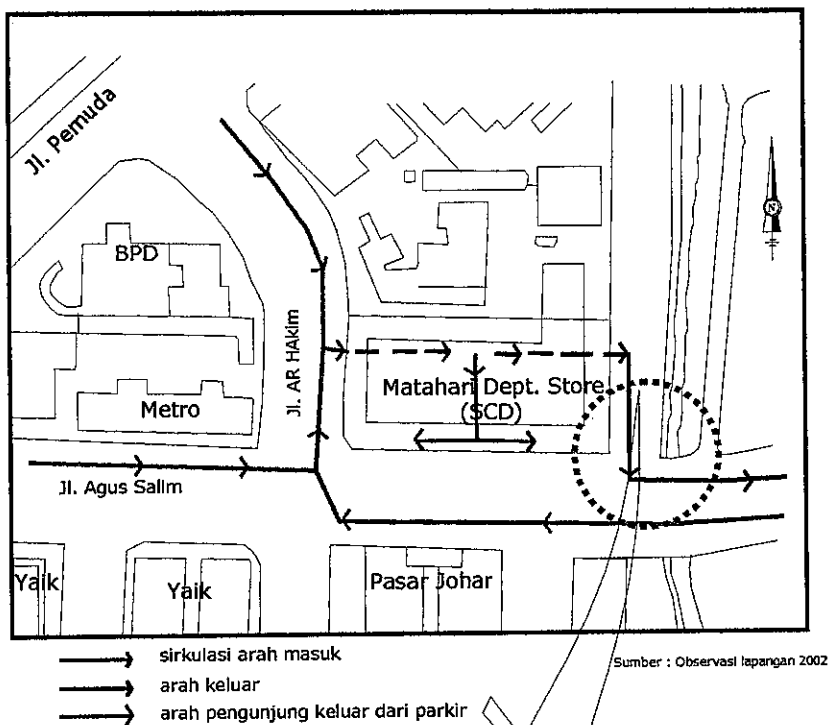 Jl. Pemuda
BPD
Jl. AR HAkim
N
Matahari Dept. Store
(SCD)
Metro
Jl. Agus Salim
Yaik
Yaik
Pasar Johar
sirkulasi arah masuk
Sumber : Observasi lapangan 2002
arah keluar
arah pengunjung keluar dari parkir